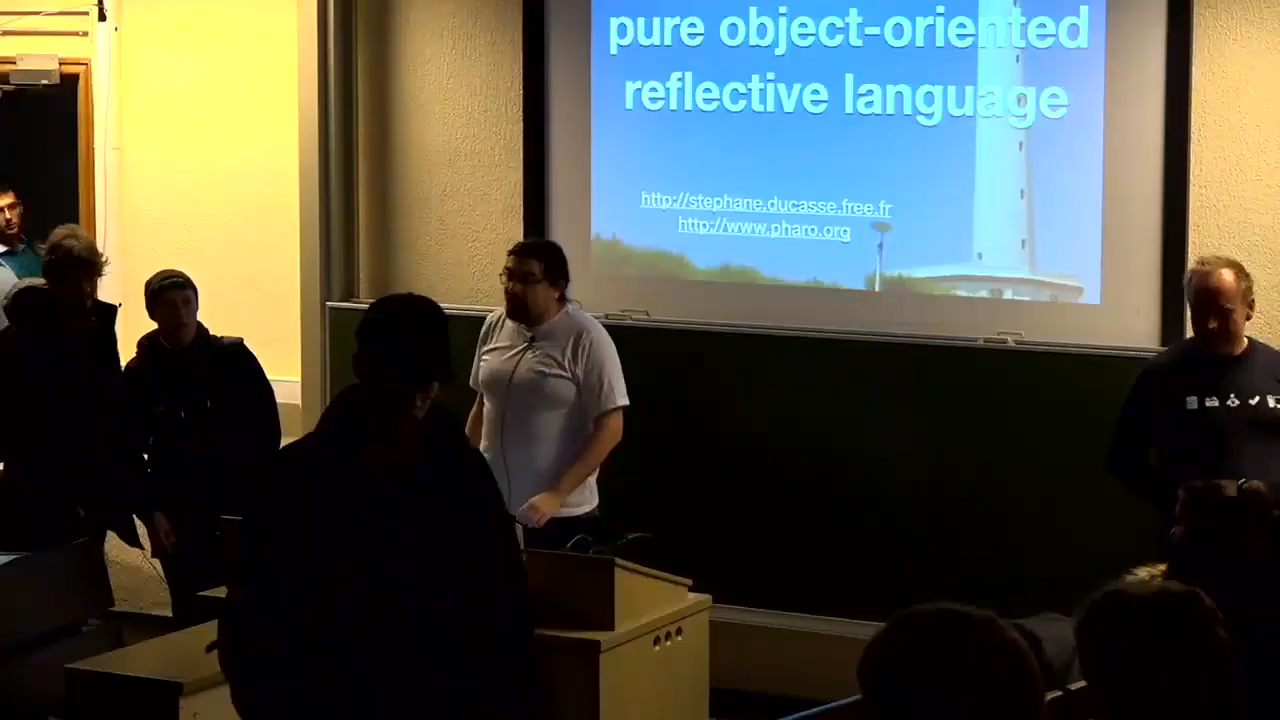 pure object-oriented
reflective language
http://stephane.ducasse.free.fr
http://www.pharo.org